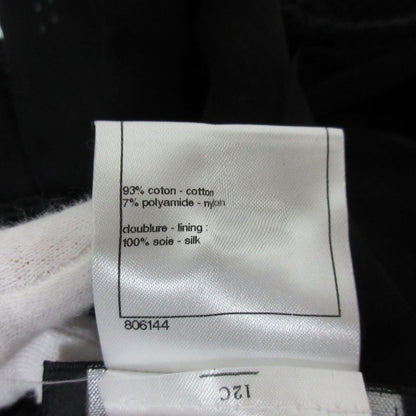 93% coton - cotton
7% polyamide - nylon
doublure - lining :
100% soie - silk
806144
12C